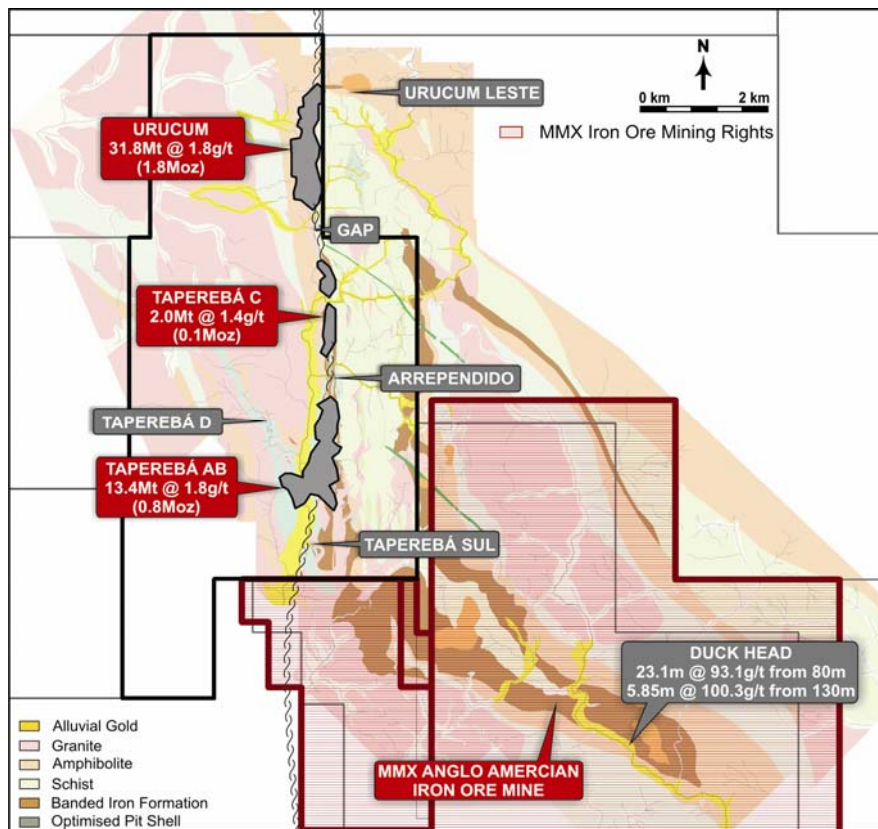 N
0 km 2 km
MMX Iron Ore Mining Rights
URUCUM LESTE
URUCUM
31.8Mt @ 1.8g/t
(1.8Moz)
GAP
TAPEREBÁ C
2.0Mt @ 1.4g/t
(0.1Moz)
ARREPENDIDO
TAPEREBÁ D
TAPEREBÁ AB
13.4Mt @ 1.8g/t
(0.8Moz)
TAPEREBÁ SUL
DUCK HEAD
23.1m @ 93.1g/t from 80m
5.85m @ 100.3g/t from 130m
MMX ANGLO AMERCIAN
IRON ORE MINE
Alluvial Gold
Granite
Amphibolite
Schist
Banded Iron Formation
Optimised Pit Shell